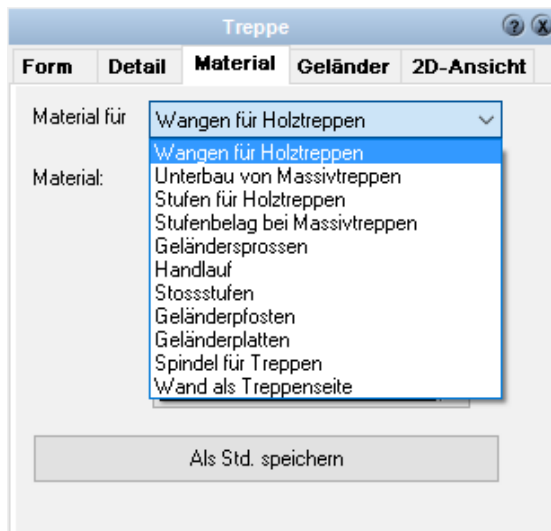 Treppe
Form Detail Material Geländer 2D-Ansicht
Material für Wangen für Holztreppen
Wangen für Holztreppen
Material: Unterbau von Massivtreppen
Stufen für Holztreppen
Stufenbelag bei Massivtreppen
Geländersprossen
Handlauf
Stossstufen
Geländerpfosten
Geländerplatten
Spindel für Treppen
Wand als Treppenseite
Als Std. speichern